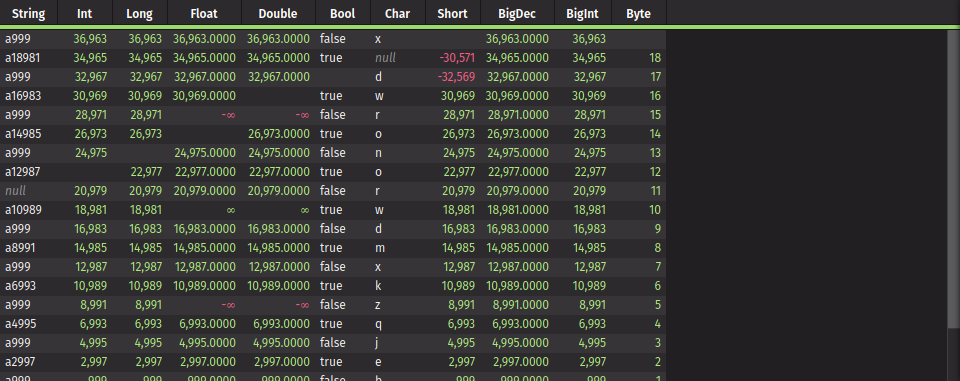 String Int Long Float Double Bool Char Short BigDec BigInt Byte
a999 36,963 36,963 36,963.0000 36,963.0000 false x 36,963.0000 36,963
a18981 34,965 34,965 34,965.0000 34,965.0000 true null -30,571 34,965.0000 34,965 18
a999 32,967 32,967 32,967.0000 32,967.0000 d -32,569 32,967.0000 32,967 17
a16983 30,969 30,969 30,969.0000 true w 30,969 30,969.0000 30,969 16
a999 28,971 28,971 -∞ -∞ false r 28,971 28,971.0000 28,971 15
a14985 26,973 26,973 26,973.0000 true o 26,973 26,973.0000 26,973 14
a999 24,975 24,975.0000 24,975.0000 false n 24,975 24,975.0000 24,975 13
a12987 22,977 22,977.0000 22,977.0000 true o 22,977 22,977.0000 22,977 12
null 20,979 20,979 20,979.0000 20,979.0000 false r 20,979 20,979.0000 20,979 11
a10989 18,981 18,981 ∞ ∞ true w 18,981 18,981.0000 18,981 10
a999 16,983 16,983 16,983.0000 16,983.0000 false d 16,983 16,983.0000 16,983 9
a8991 14,985 14,985 14,985.0000 14,985.0000 true m 14,985 14,985.0000 14,985 8
a999 12,987 12,987 12,987.0000 12,987.0000 false x 12,987 12,987.0000 12,987 7
a6993 10,989 10,989 10,989.0000 10,989.0000 true k 10,989 10,989.0000 10,989 6
a999 8,991 8,991 -∞ -∞ false z 8,991 8,991.0000 8,991 5
a4995 6,993 6,993 6,993.0000 6,993.0000 true q 6,993 6,993.0000 6,993 4
a999 4,995 4,995 4,995.0000 4,995.0000 false j 4,995 4,995.0000 4,995 3
a2997 2,997 2,997 2,997.0000 2,997.0000 true e 2,997 2,997.0000 2,997 2
a999 999 999 999.0000 999.0000 false 999 999.0000 999 1